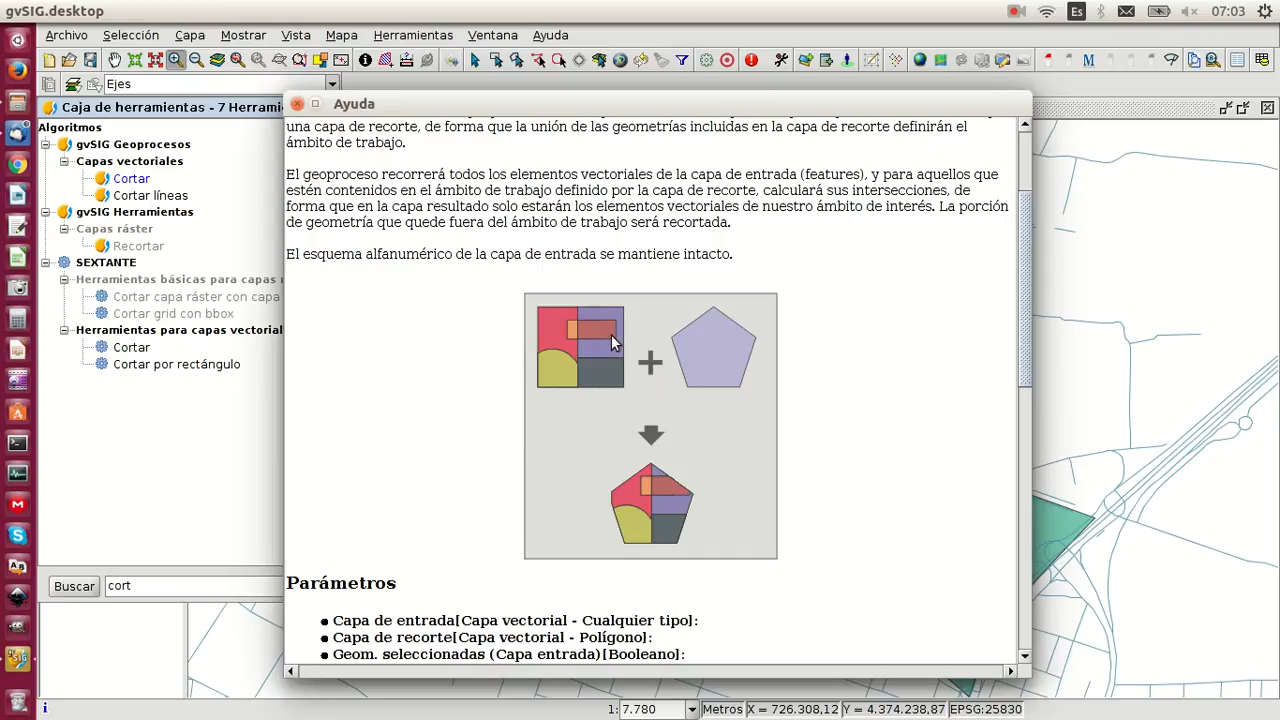 gvSIG.desktop
Es
07:03
Archivo Selección Capa Mostrar Vista Mapa Herramientas Ventana Ayuda
Ejes
Caja de herramientas - 7 Herrami
Algoritmos
gvSIG Geoprocesos
Capas vectoriales
Cortar
Cortar líneas
gvSIG Herramientas
Capas ráster
Recortar
SEXTANTE
Herramientas básicas para capas
Cortar capa ráster con capa
Cortar grid con bbox
Herramientas para capas vectorial
Cortar
Cortar por rectángulo
Buscar cort
Ayuda
una capa de recorte, de forma que la unión de las geometrías incluidas en la capa de recorte definirán el
ámbito de trabajo.
El geoproceso recorrerá todos los elementos vectoriales de la capa de entrada (features), y para aquellos que
estén contenidos en el ámbito de trabajo definido por la capa de recorte, calculará sus intersecciones, de
forma que en la capa resultado solo estarán los elementos vectoriales de nuestro ámbito de interés. La porción
de geometría que quede fuera del ámbito de trabajo será recortada.
El esquema alfanumérico de la capa de entrada se mantiene intacto.
Parámetros
• Capa de entrada[Capa vectorial - Cualquier tipo]:
• Capa de recorte[Capa vectorial - Polígono]:
• Geom. seleccionadas (Capa entrada)[Booleano]:
1: 7.780 Metros X = 726.308,12 Y = 4.374.238,87 EPSG:25830